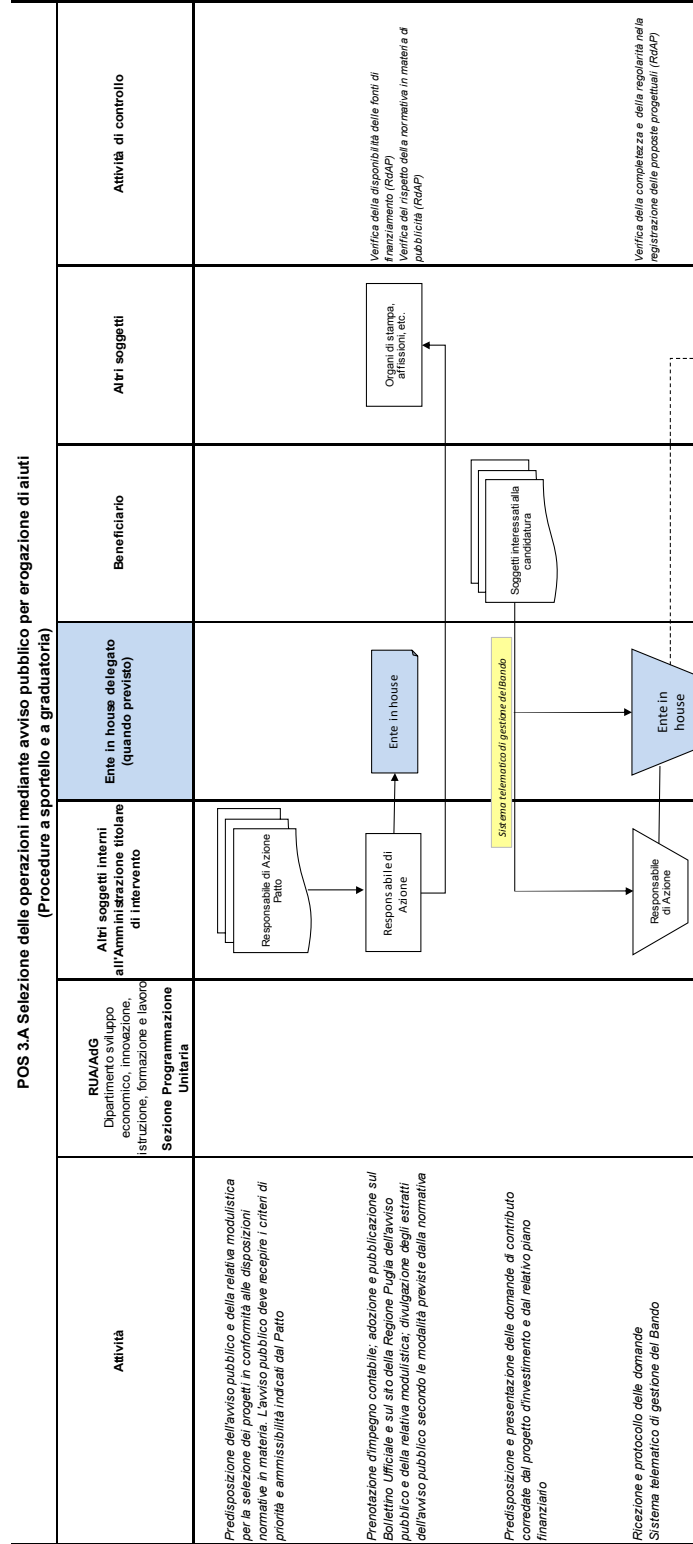 POS 3.A Selezione delle operazioni mediante avviso pubblico per erogazione di aiuti
(Procedure a sportello e a graduatoria)
Attività
RUA/AdG
Dipartimento sviluppo
economico, innovazione,
istruzione, formazione e lavoro
Sezione Programmazione
Unitaria
Altri soggetti interni
all'Amministrazione titolare
di intervento
Ente in house delegato
(quando previsto)
Beneficiario
Altri soggetti
Attività di controllo
Predisposizione dell'avviso pubblico e della relativa modulistica
per la selezione dei progetti in conformità alle disposizioni
normative in materia. L'avviso pubblico deve recepire i criteri di
priorità e ammissibilità indicati dal Patto
Responsabile di Azione
Patto
Prenotazione d'impegno contabile; adozione e pubblicazione sul
Bollettino Ufficiale e sul sito della Regione Puglia dell'avviso
pubblico e della relativa modulistica; divulgazione degli estratti
dell'avviso pubblico secondo le modalità previste dalla normativa
Responsabile di
Azione
Ente in house
Organi di stampa,
affissioni, etc.
Verifica della disponibilità delle fonti di
finanziamento (RdAP)
Verifica del rispetto della normativa in materia di
pubblicità (RdAP)
Predisposizione e presentazione delle domande di contributo
corredate dal progetto d'investimento e dal relativo piano
finanziario
Sistema telematico di gestione del Bando
Soggetti interessati alla
candidatura
Ricezione e protocollo delle domande
Sistema telematico di gestione del Bando
Responsabile
di Azione
Ente in
house
Verifica della completezza e della regolarità nella
registrazione delle proposte progettuali (RdAP)